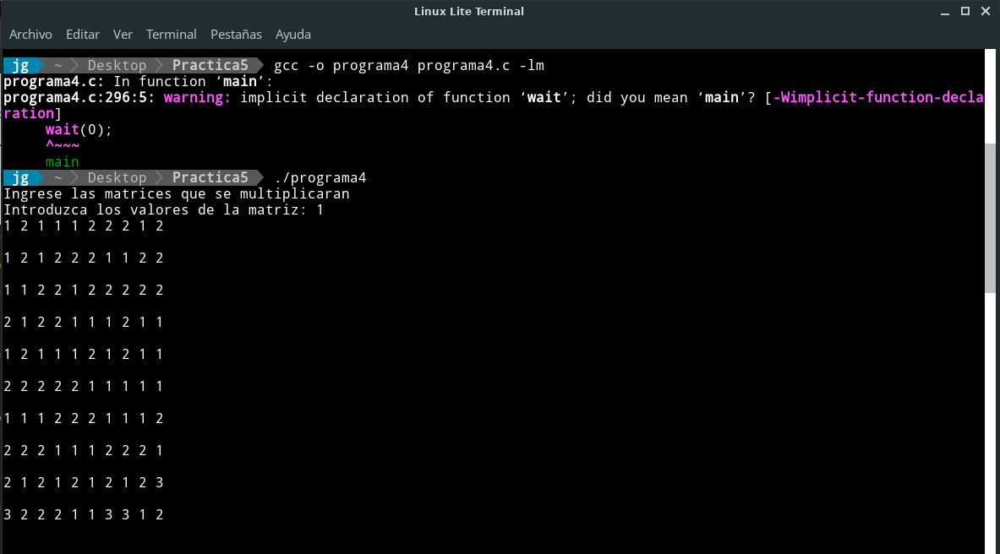 Linux Lite Terminal
Archivo Editar Ver Terminal Pestañas Ayuda
jg ~ Desktop Practica5 gcc -o programa4 programa4.c -lm
programa4.c: In function ‘main’:
programa4.c:296:5: warning: implicit declaration of function ‘wait’; did you mean ‘main’? [-Wimplicit-function-decla
ration]
wait(0);
^~~~
main
jg ~ Desktop Practica5 ./programa4
Ingrese las matrices que se multiplicaran
Introduzca los valores de la matriz: 1
1 2 1 1 1 2 2 2 1 2
1 2 1 2 2 2 1 1 2 2
1 1 2 2 1 2 2 2 2 2
2 1 2 2 1 1 1 2 1 1
1 2 1 1 1 2 1 2 1 1
2 2 2 2 2 1 1 1 1 1
1 1 1 2 2 2 1 1 1 2
2 2 2 1 1 1 2 2 2 1
2 1 2 1 2 1 2 1 2 3
3 2 2 2 1 1 3 3 1 2